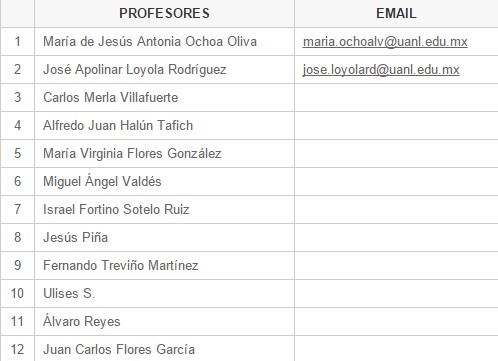 PROFESORES EMAIL
1 María de Jesús Antonia Ochoa Oliva maria.ochoalv@uanl.edu.mx
2 José Apolinar Loyola Rodríguez jose.loyolard@uanl.edu.mx
3 Carlos Merla Villafuerte
4 Alfredo Juan Halún Tafich
5 María Virginia Flores González
6 Miguel Ángel Valdés
7 Israel Fortino Sotelo Ruiz
8 Jesús Piña
9 Fernando Treviño Martínez
10 Ulises S.
11 Álvaro Reyes
12 Juan Carlos Flores García